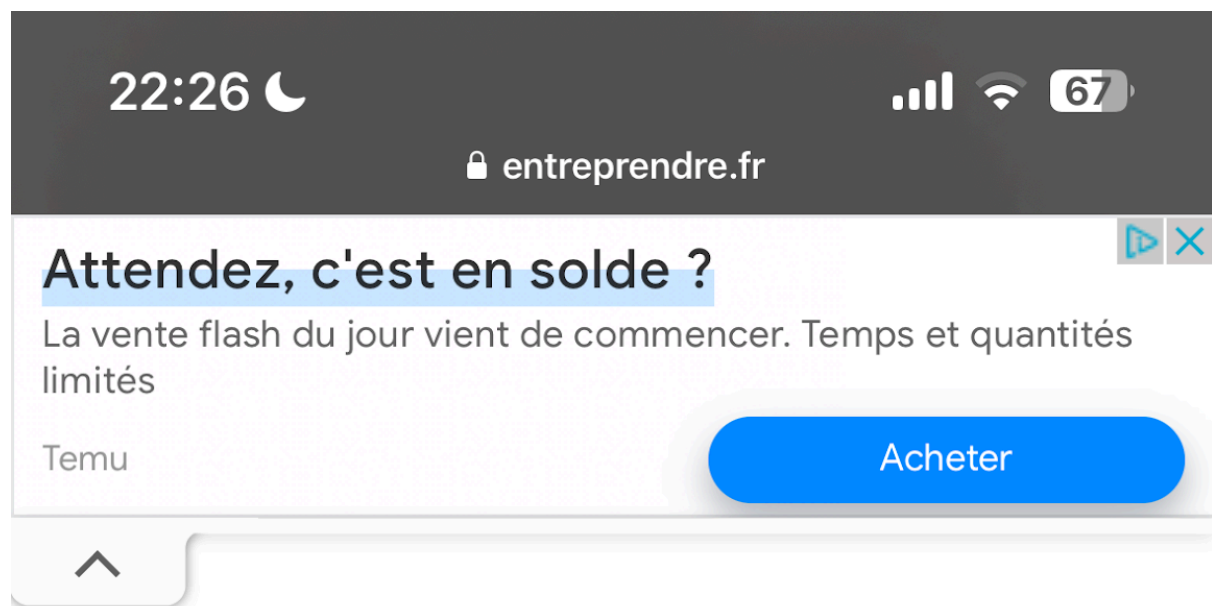 22:26
67
entreprendre.fr
Attendez, c'est en solde ?
La vente flash du jour vient de commencer. Temps et quantités
limités
Temu
Acheter